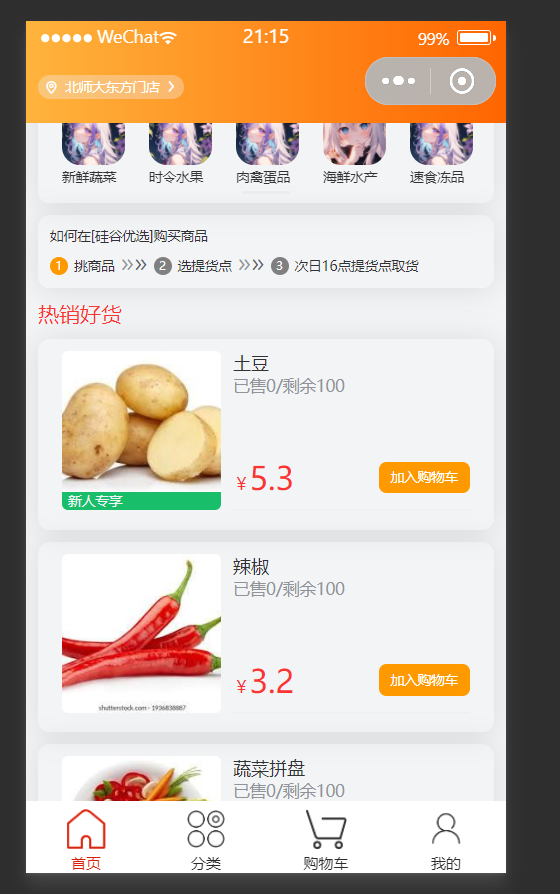 WeChat 21:15 99%
北师大东方门店
新鲜蔬菜 时令水果 肉禽蛋品 海鲜水产 速食冻品
如何在[硅谷优选]购买商品
1 挑商品 2 选提货点 3 次日16点提货点取货
热销好货
土豆
已售0/剩余100
新人专享
¥5.3 加入购物车
辣椒
已售0/剩余100
shutterstock.com · 1936838887
¥3.2 加入购物车
蔬菜拼盘
已售0/剩余100
首页 分类 购物车 我的